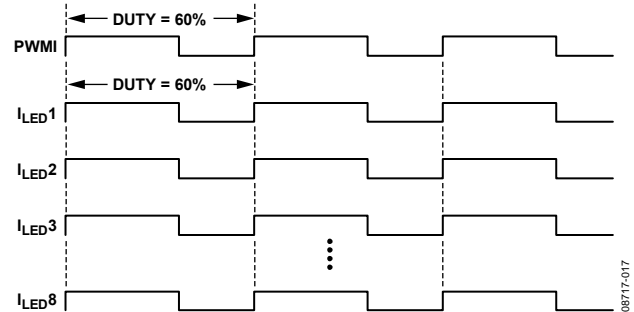 DUTY = 60%
PWMI
DUTY = 60%
ILED1
ILED2
ILED3
ILED8
08717-017